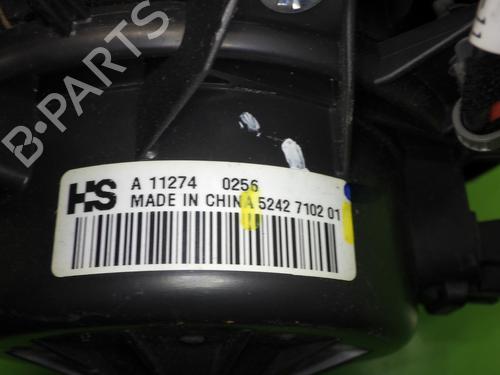 B-PARTS
HS
A 11274 0256
MADE IN CHINA 5242 7102 01